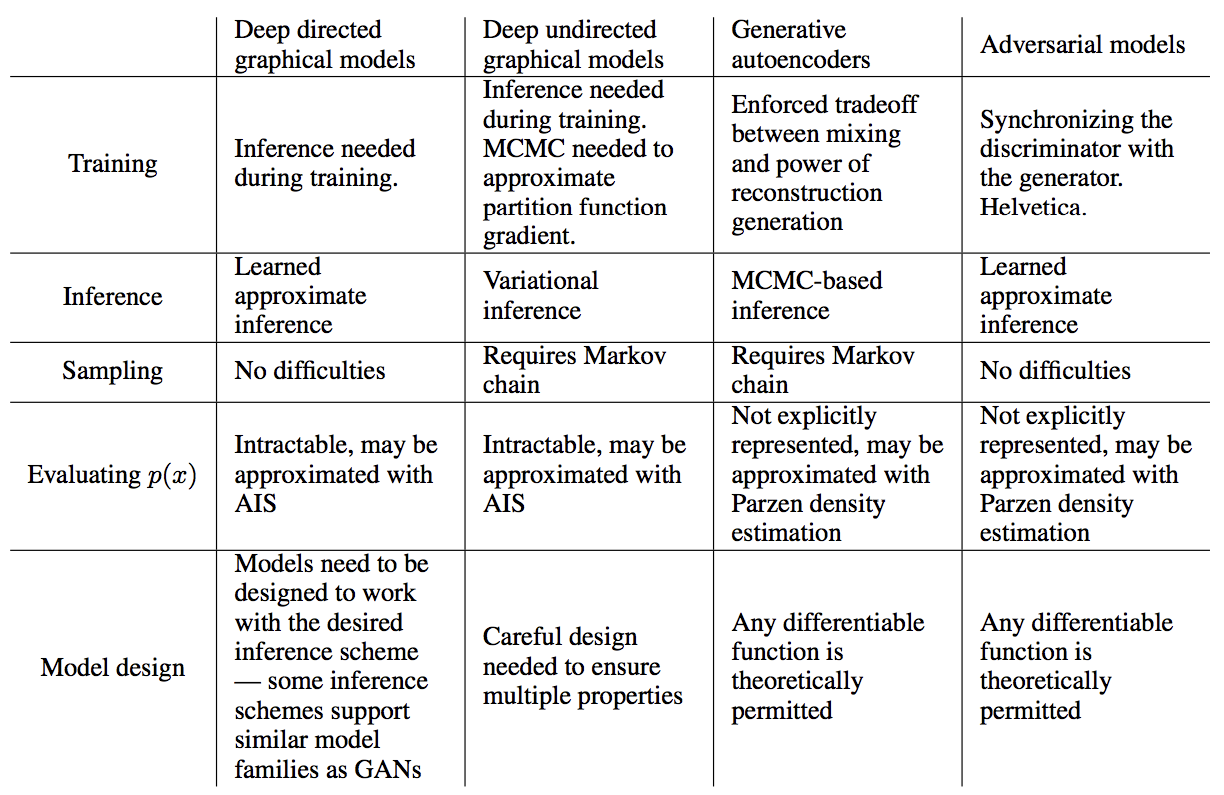 Deep directed
graphical models
Deep undirected
graphical models
Generative
autoencoders
Adversarial models
Training
Inference needed
during training.
Inference needed
during training.
MCMC needed to
approximate
partition function
gradient.
Enforced tradeoff
between mixing
and power of
reconstruction
generation
Synchronizing the
discriminator with
the generator.
Helvetica.
Inference
Learned
approximate
inference
Variational
inference
MCMC-based
inference
Learned
approximate
inference
Sampling
No difficulties
Requires Markov
chain
Requires Markov
chain
No difficulties
Evaluating p(x)
Intractable, may be
approximated with
AIS
Intractable, may be
approximated with
AIS
Not explicitly
represented, may be
approximated with
Parzen density
estimation
Not explicitly
represented, may be
approximated with
Parzen density
estimation
Model design
Models need to be
designed to work
with the desired
inference scheme
— some inference
schemes support
similar model
families as GANs
Careful design
needed to ensure
multiple properties
Any differentiable
function is
theoretically
permitted
Any differentiable
function is
theoretically
permitted